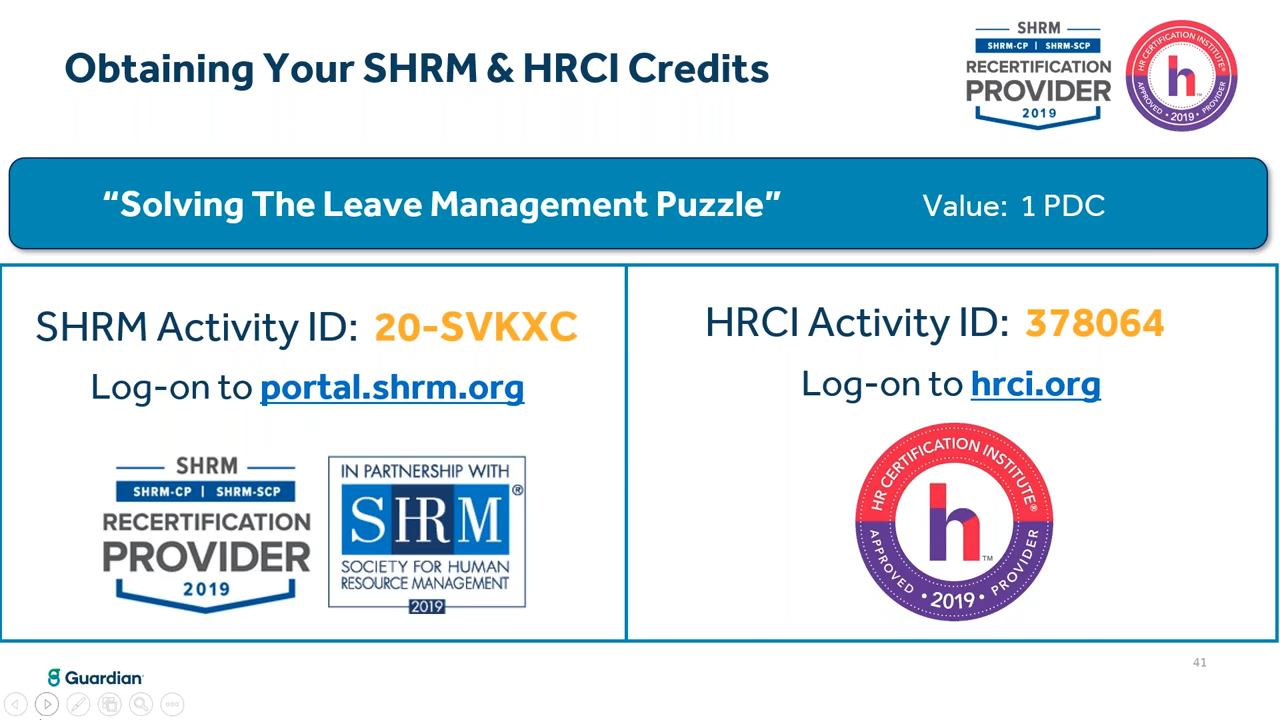 Obtaining Your SHRM & HRCI Credits
SHRM
SHRM-CP | SHRM-SCP
RECERTIFICATION
PROVIDER
2019
HR CERTIFICATION INSTITUTE®
h™
APPROVED • 2019 • PROVIDER
“Solving The Leave Management Puzzle”
Value: 1 PDC
SHRM Activity ID: 20-SVKXC
Log-on to portal.shrm.org
SHRM
SHRM-CP | SHRM-SCP
RECERTIFICATION
PROVIDER
2019
IN PARTNERSHIP WITH
SHRM®
SOCIETY FOR HUMAN
RESOURCE MANAGEMENT
2019
HRCI Activity ID: 378064
Log-on to hrci.org
HR CERTIFICATION INSTITUTE®
h™
APPROVED • 2019 • PROVIDER
Guardian
41